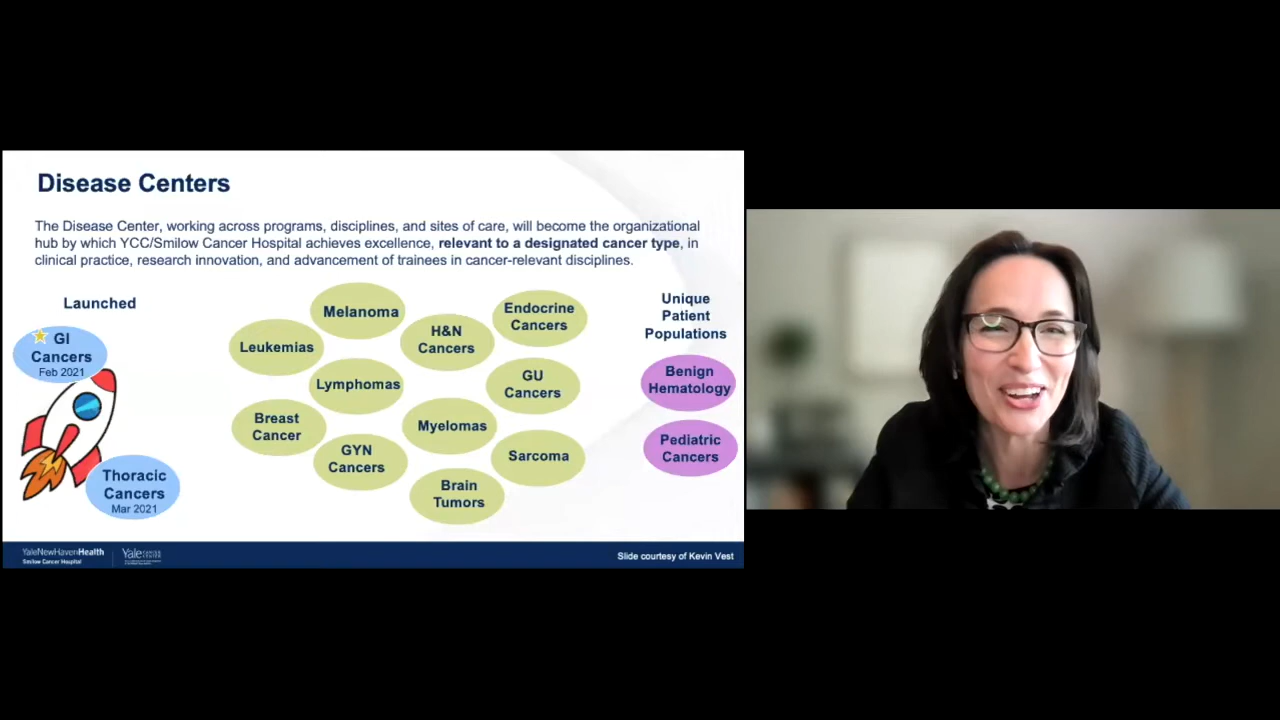 Disease Centers
The Disease Center, working across programs, disciplines, and sites of care, will become the organizational
hub by which YCC/Smilow Cancer Hospital achieves excellence, relevant to a designated cancer type, in
clinical practice, research innovation, and advancement of trainees in cancer-relevant disciplines.
Launched
GI
Cancers
Feb 2021
Thoracic
Cancers
Mar 2021
Melanoma
Leukemias
H&N
Cancers
Endocrine
Cancers
Lymphomas
GU
Cancers
Breast
Cancer
Myelomas
GYN
Cancers
Sarcoma
Brain
Tumors
Unique
Patient
Populations
Benign
Hematology
Pediatric
Cancers
YaleNewHavenHealth
Smilow Cancer Hospital
Yale CANCER CENTER
Slide courtesy of Kevin Vest